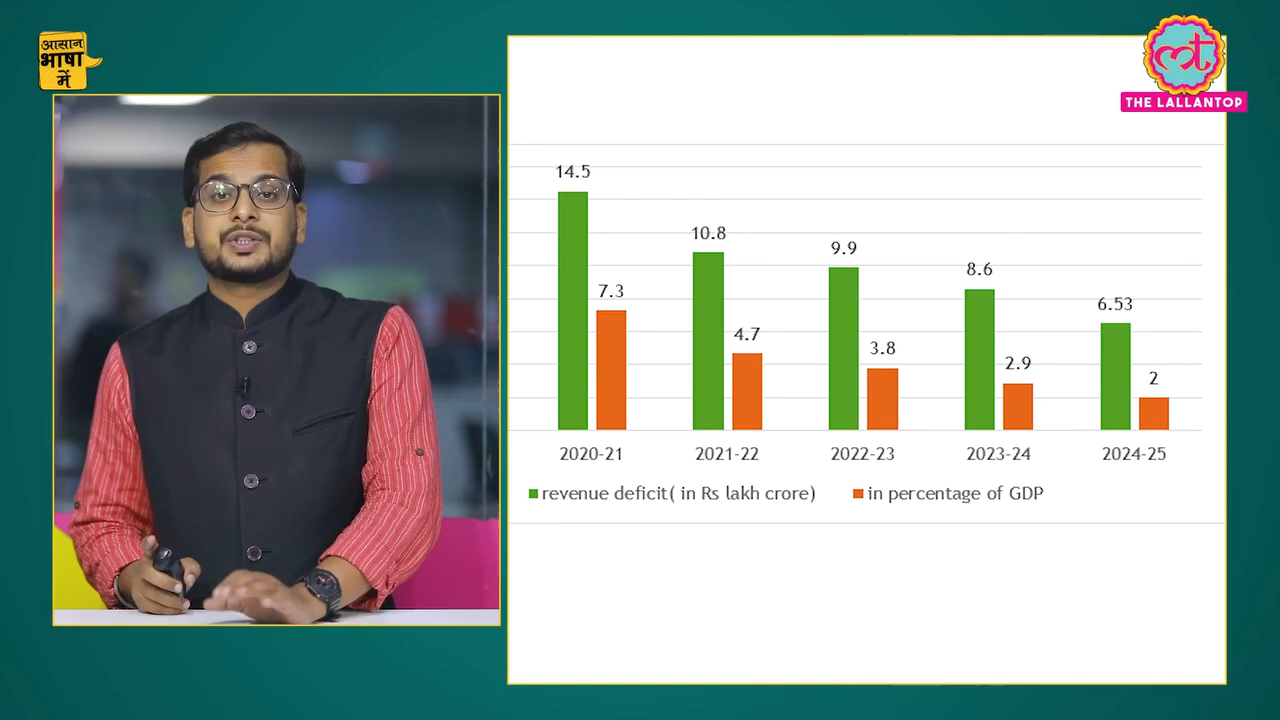 आसान
भाषा
में
THE LALLANTOP
14.5
10.8
9.9
8.6
6.53
7.3
4.7
3.8
2.9
2
2020-21
2021-22
2022-23
2023-24
2024-25
revenue deficit( in Rs lakh crore)
in percentage of GDP